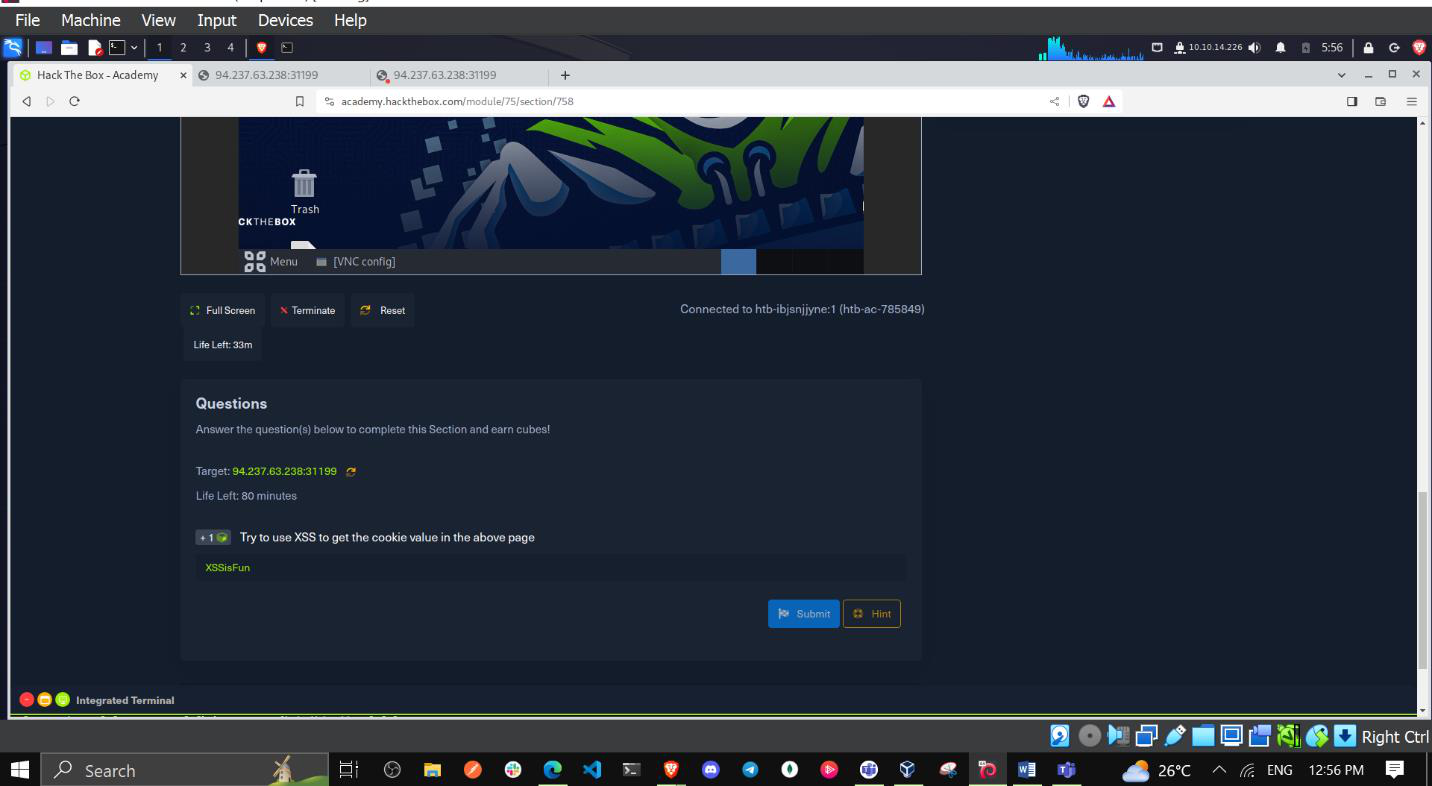 File Machine View Input Devices Help
1 2 3 4 10.10.14.226 5:56
Hack The Box - Academy × 94.237.63.238:31199 94.237.63.238:31199 +
academy.hackthebox.com/module/75/section/758
Trash
CKTHEBOX
Menu [VNC config]
Full Screen × Terminate Reset Connected to htb-ibjsnjjyne:1 (htb-ac-785849)
Life Left: 33m
Questions
Answer the question(s) below to complete this Section and earn cubes!
Target: 94.237.63.238:31199
Life Left: 80 minutes
+ 1 Try to use XSS to get the cookie value in the above page
XSSisFun
Submit Hint
Integrated Terminal
Right Ctrl
Search 26°C ENG 12:56 PM